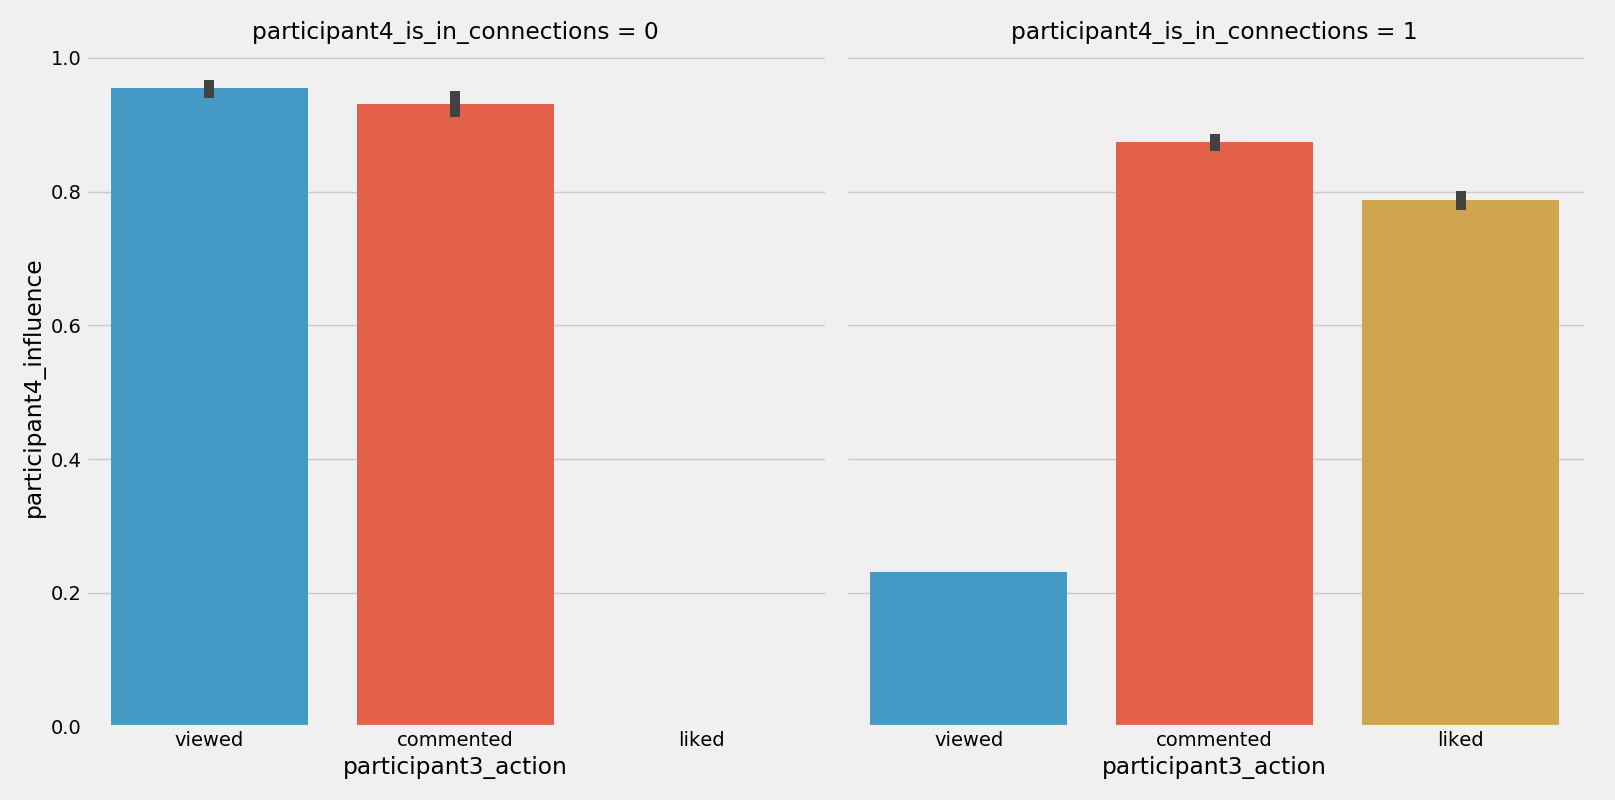 participant4_is_in_connections = 0
participant4_is_in_connections = 1
participant4_influence
1.0
0.8
0.6
0.4
0.2
0.0
viewed commented liked
viewed commented liked
participant3_action
participant3_action